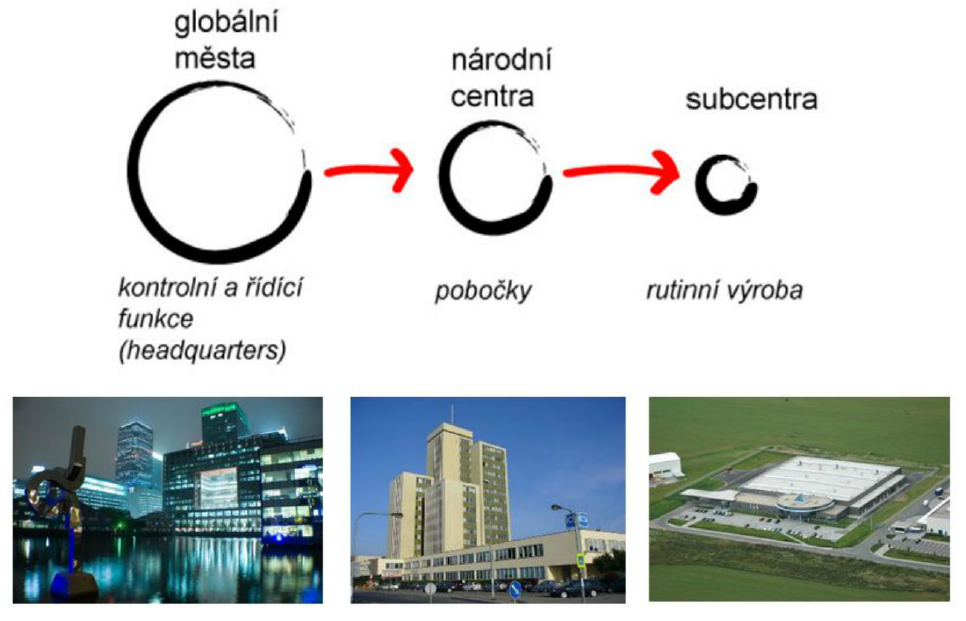 globální
města
národní
centra
subcentra
kontrolní a řídící
funkce
(headquarters)
pobočky
rutinní výroba